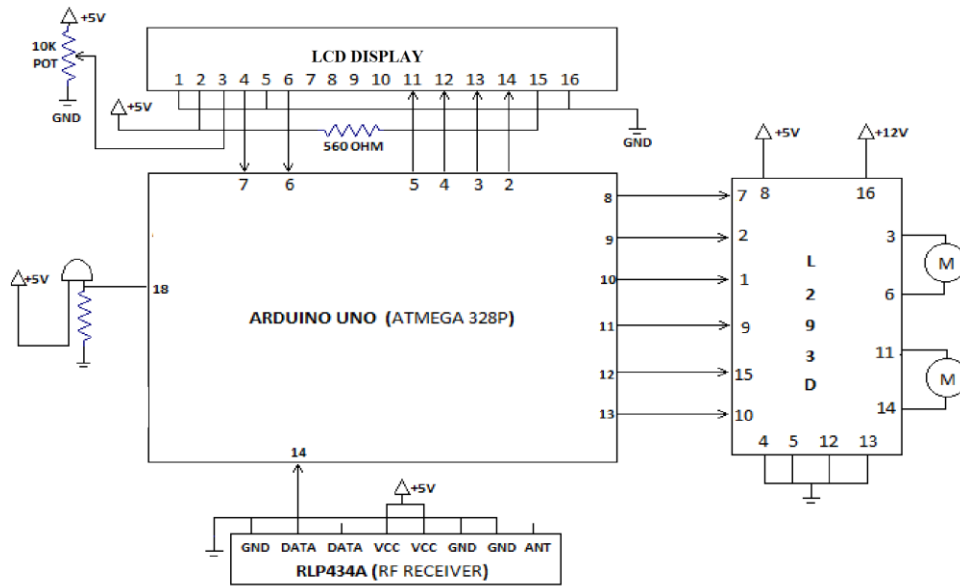 +5V
10K
POT
GND
LCD DISPLAY
1 2 3 4 5 6 7 8 9 10 11 12 13 14 15 16
+5V
560 OHM
GND
+5V
+12V
7 6 5 4 3 2
8
9
10
11
12
13
18
14
ARDUINO UNO (ATMEGA 328P)
+5V
8 16
7
2
1
9
15
10
L
2
9
3
D
3
6
11
14
M
M
4 5 12 13
+5V
GND DATA DATA VCC VCC GND GND ANT
RLP434A (RF RECEIVER)